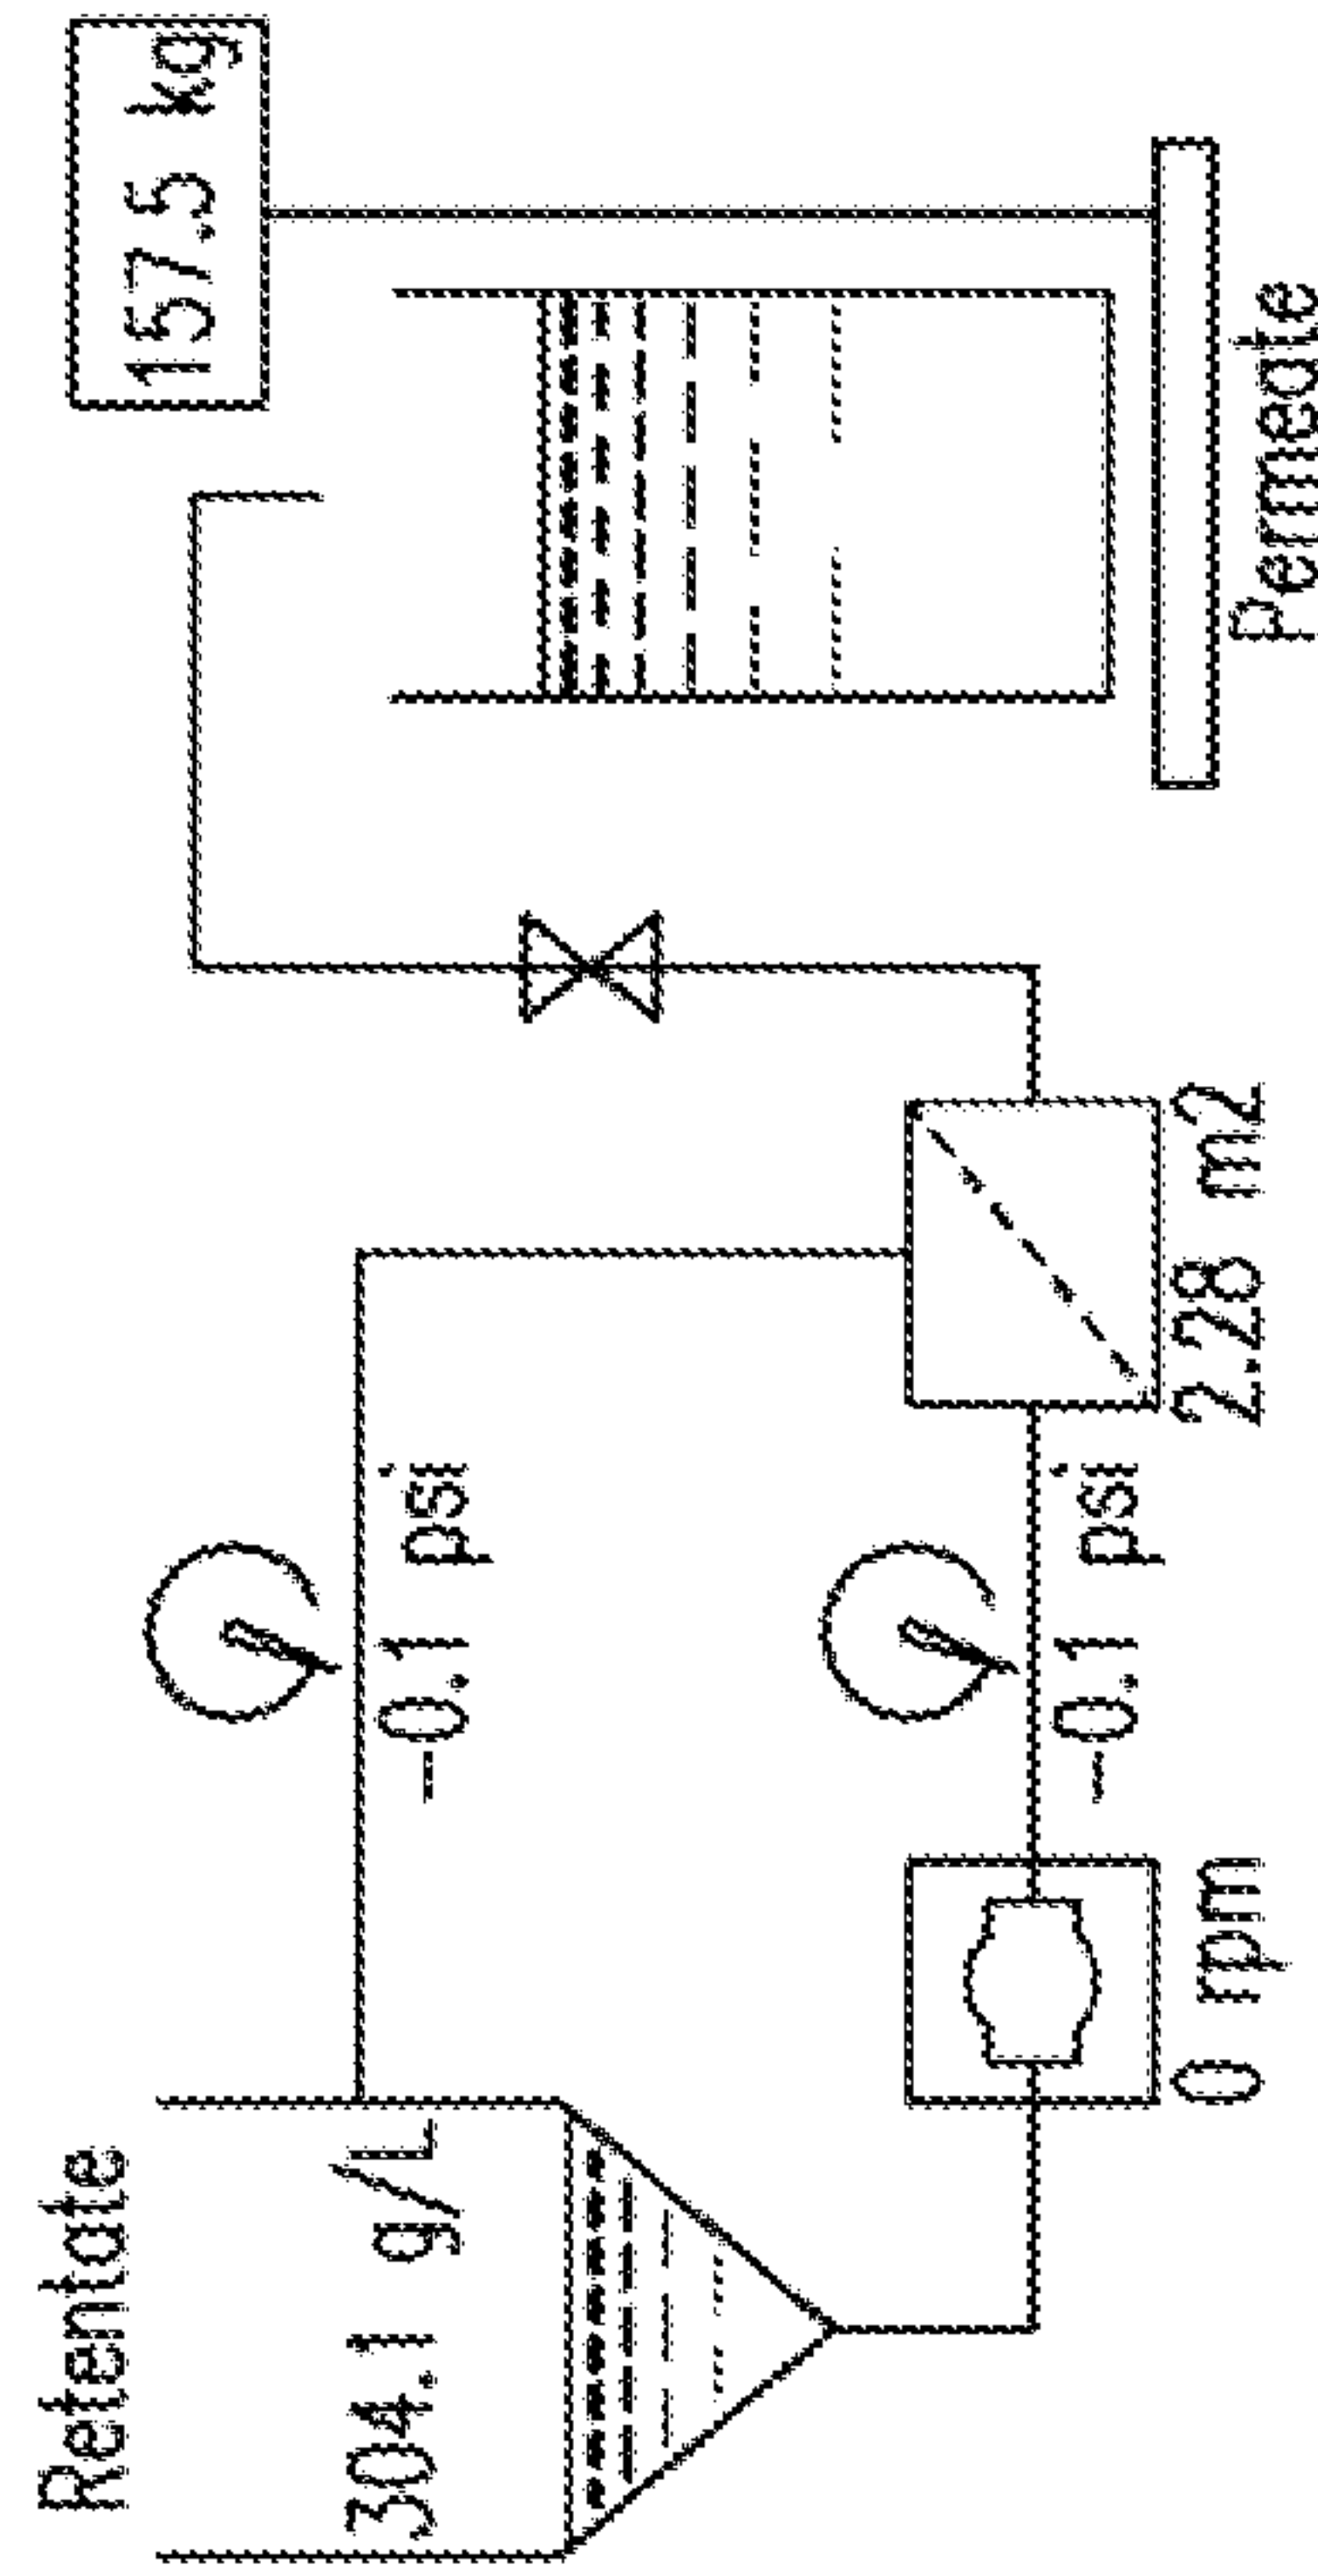 Retentate
304.1 g/L
-0.1 psi
0 rpm
-0.1 psi
2.28 m2
157.5 kg
Permeate